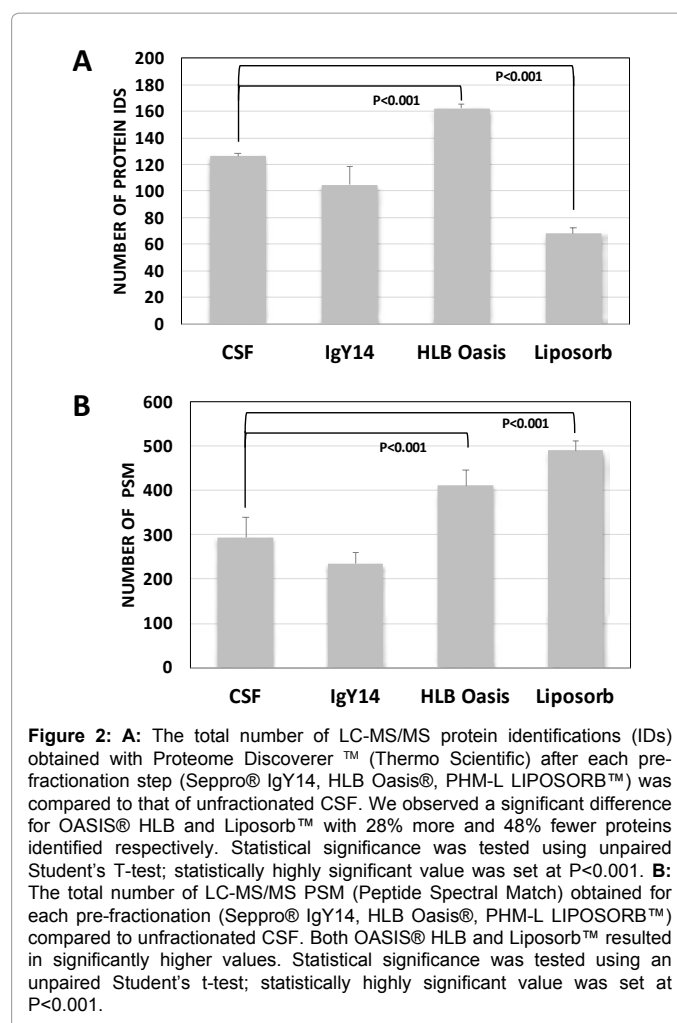 A
NUMBER OF PROTEIN IDS
200
180
160
140
120
100
80
60
40
20
0
P<0.001
P<0.001
CSF IgY14 HLB Oasis Liposorb
B
NUMBER OF PSM
600
500
400
300
200
100
0
P<0.001
P<0.001
CSF IgY14 HLB Oasis Liposorb
Figure 2: A: The total number of LC-MS/MS protein identifications (IDs)
obtained with Proteome Discoverer ™ (Thermo Scientific) after each pre-
fractionation step (Seppro® IgY14, HLB Oasis®, PHM-L LIPOSORB™) was
compared to that of unfractionated CSF. We observed a significant difference
for OASIS® HLB and Liposorb™ with 28% more and 48% fewer proteins
identified respectively. Statistical significance was tested using unpaired
Student's T-test; statistically highly significant value was set at P<0.001. B:
The total number of LC-MS/MS PSM (Peptide Spectral Match) obtained for
each pre-fractionation (Seppro® IgY14, HLB Oasis®, PHM-L LIPOSORB™)
compared to unfractionated CSF. Both OASIS® HLB and Liposorb™ resulted
in significantly higher values. Statistical significance was tested using an
unpaired Student's t-test; statistically highly significant value was set at
P<0.001.